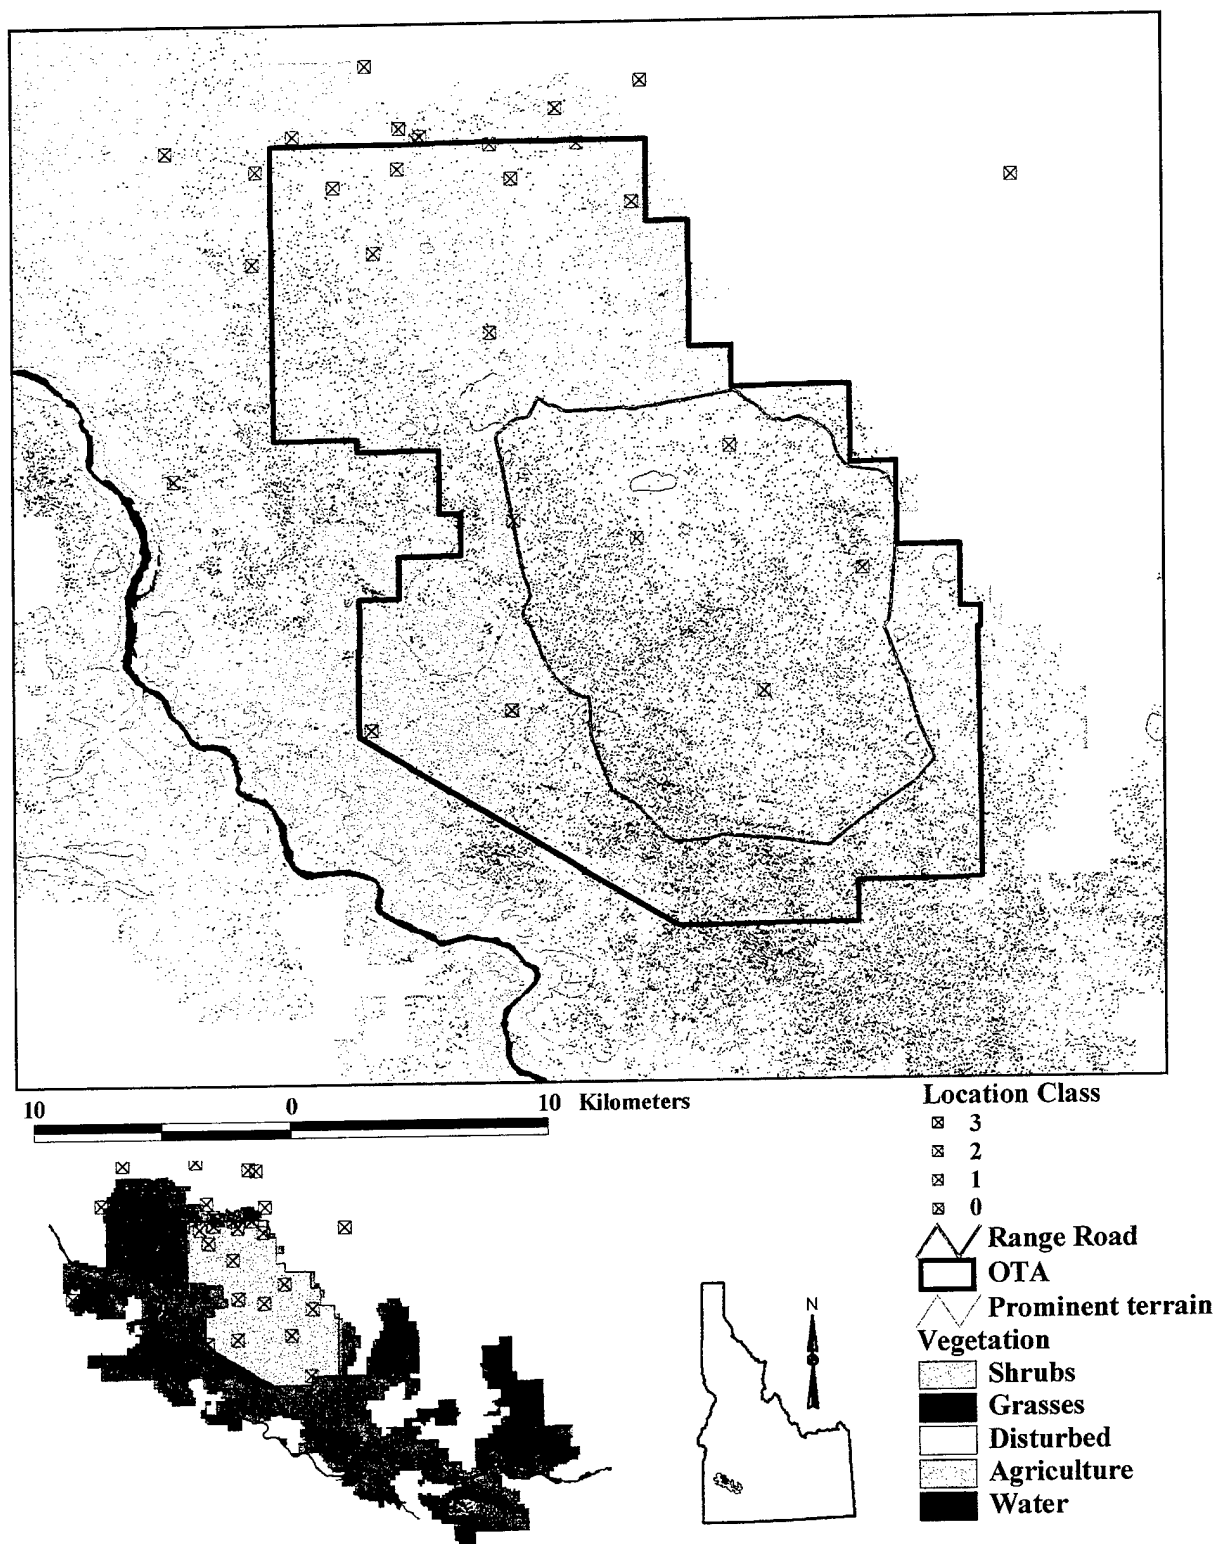 10 0 10 Kilometers
Location Class
3
2
1
0
Range Road
OTA
Prominent terrain
Vegetation
Shrubs
Grasses
Disturbed
Agriculture
Water
N